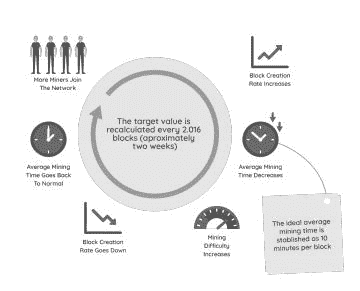 More Miners Join
The Network
Block Creation
Rate Increases
The target value is
recalculated every 2.016
blocks (aproximately
two weeks)
Average Mining
Time Goes Back
To Normal
Average Mining
Time Decreases
Block Creation
Rate Goes Down
Mining
Difficulty
Increases
The ideal average
mining time is
stablished as 10
minutes per block